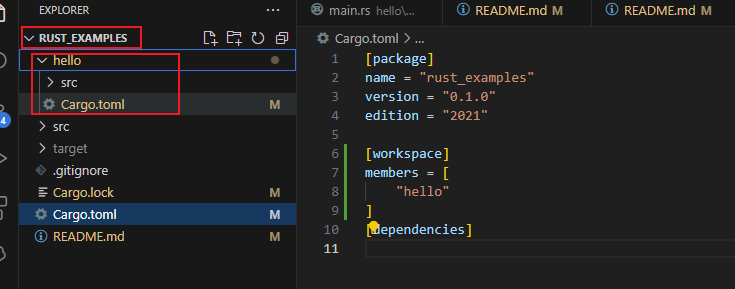 EXPLORER
RUST_EXAMPLES
hello
src
Cargo.toml M
src
target
.gitignore
Cargo.lock M
Cargo.toml M
README.md M
4
main.rs hello\...
README.md M
README.md M
Cargo.toml
1 [package]
2 name = "rust_examples"
3 version = "0.1.0"
4 edition = "2021"
5
6 [workspace]
7 members = [
8 "hello"
9 ]
10 [dependencies]
11